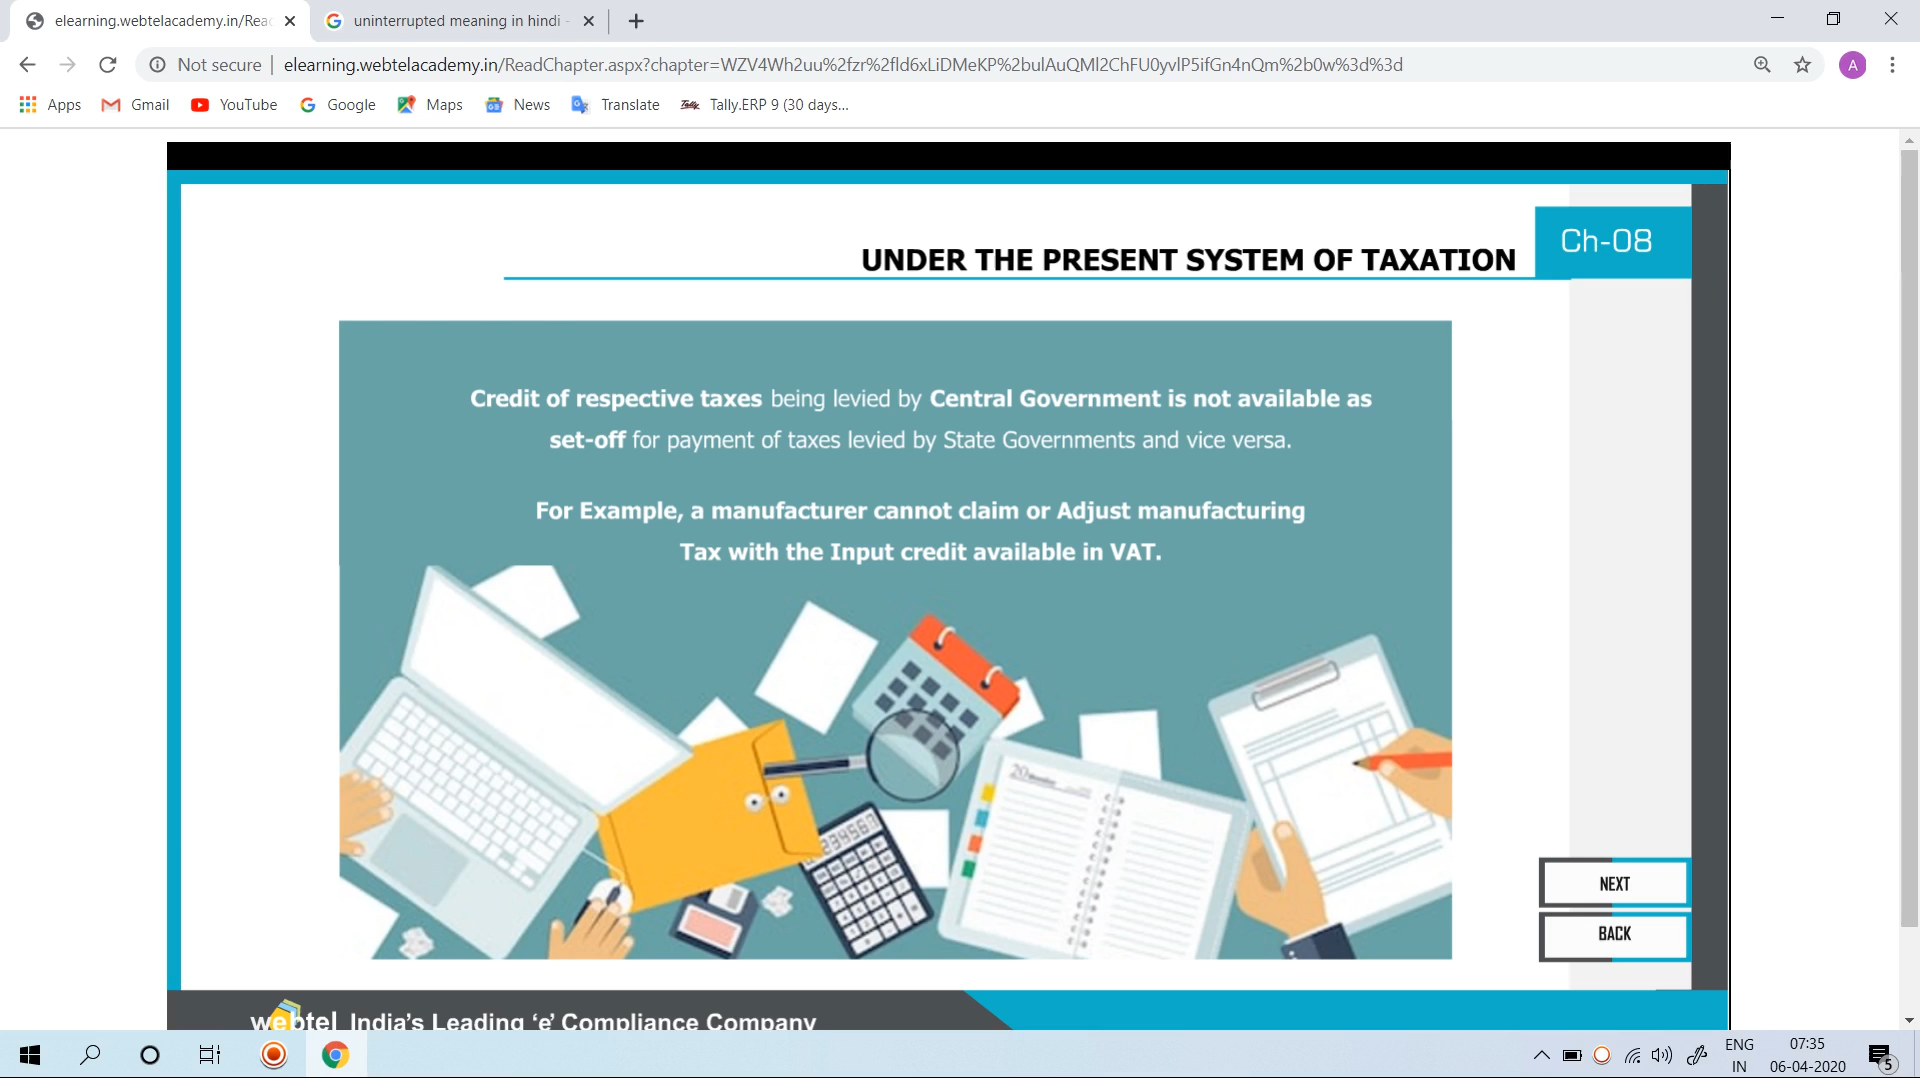 elearning.webtelacademy.in/Rea
uninterrupted meaning in hindi -
Not secure
elearning.webtelacademy.in/ReadChapter.aspx?chapter=WZV4Wh2uu%2fzr%2fld6xLiDMeKP%2bulAuQMl2ChFU0yvlP5ifGn4nQm%2b0w%3d%3d
A
Apps
Gmail
YouTube
Google
Maps
News
Translate
Tally.ERP 9 (30 days...
UNDER THE PRESENT SYSTEM OF TAXATION
Ch-08
Credit of respective taxes being levied by Central Government is not available as
set-off for payment of taxes levied by State Governments and vice versa.
For Example, a manufacturer cannot claim or Adjust manufacturing
Tax with the Input credit available in VAT.
20
1234567
NEXT
BACK
webtel India's Leading 'e' Compliance Company
ENG
IN
07:35
06-04-2020
5